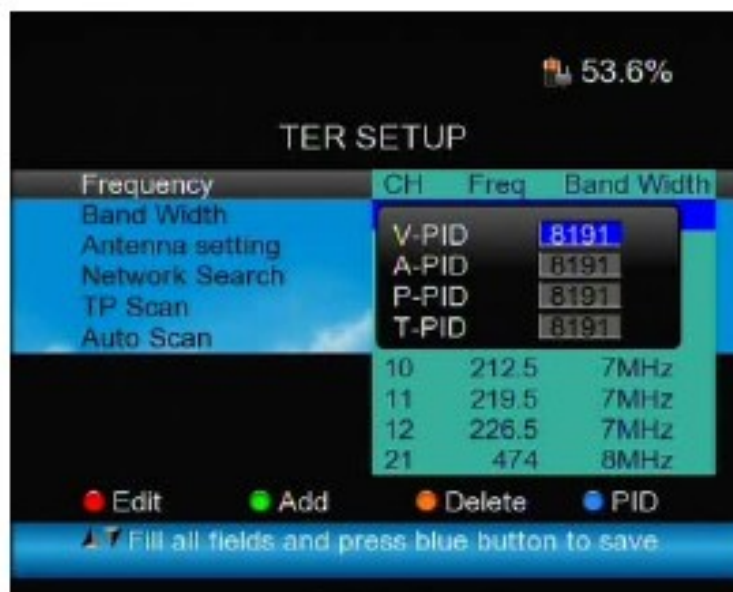 53.6%
TER SETUP
Frequency
Band Width
Antenna setting
Network Search
TP Scan
Auto Scan
CH Freq Band Width
V-PID 8191
A-PID 8191
P-PID 8191
T-PID 8191
10 212.5 7MHz
11 219.5 7MHz
12 226.5 7MHz
21 474 8MHz
Edit Add Delete PID
Fill all fields and press blue button to save